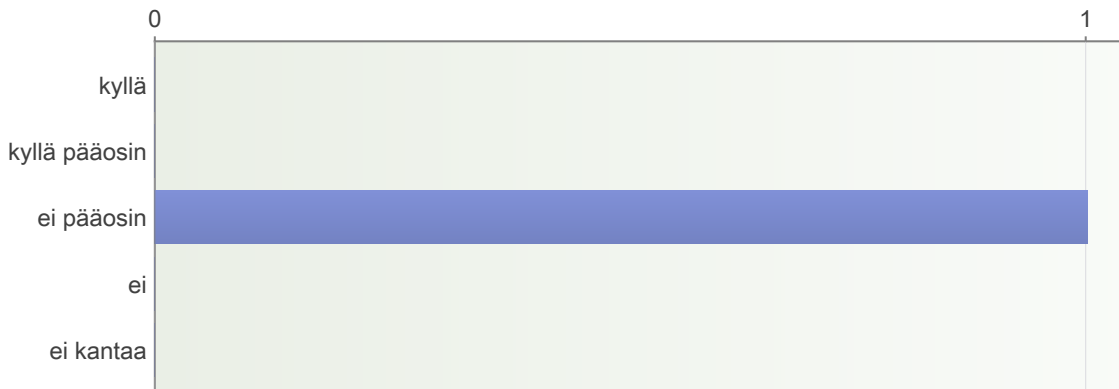 0 1
kyllä
kyllä pääosin
ei pääosin
ei
ei kantaa